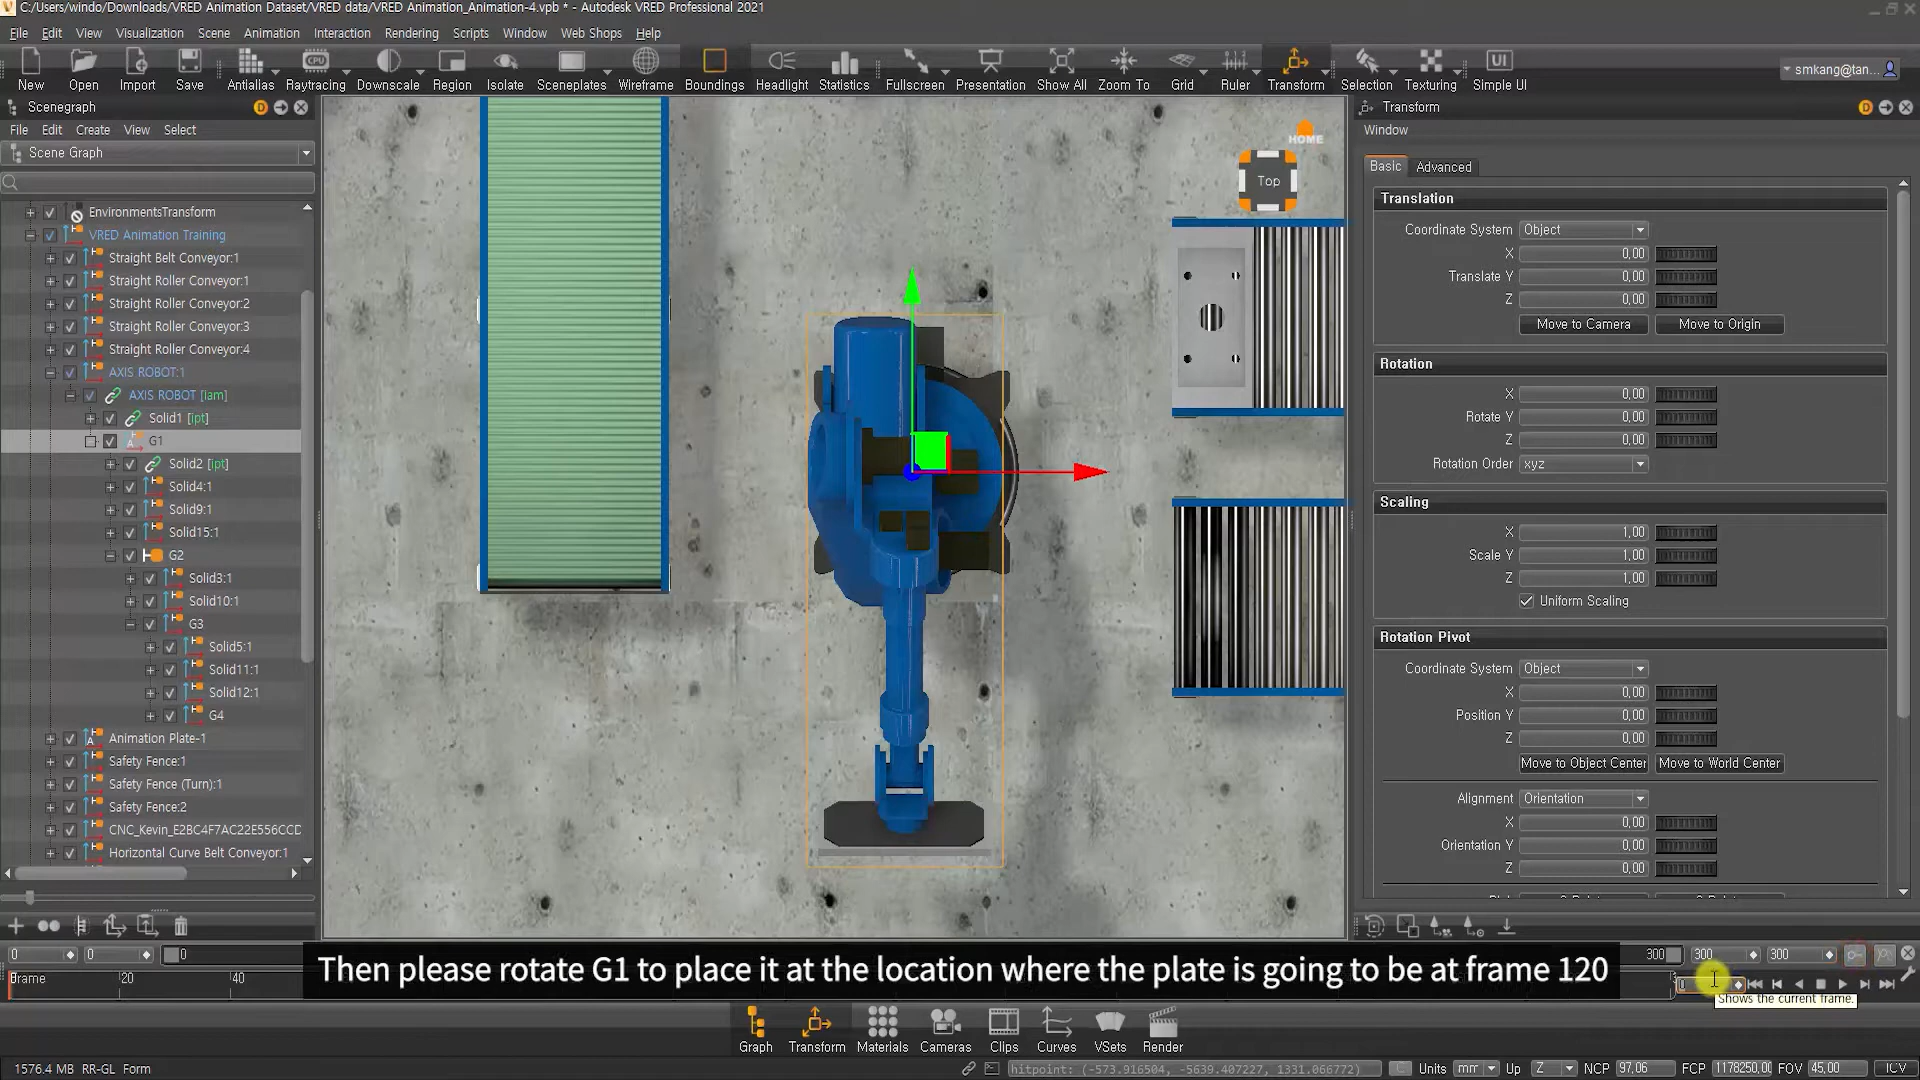 C:/Users/windo/Downloads/VRED Animation Dataset/VRED data/VRED Animation_Animation-4.vpb * - Autodesk VRED Professional 2021
File Edit View Visualization Scene Animation Interaction Rendering Scripts Window Web Shops Help
New Open Import Save Antialias Raytracing Downscale Region Isolate Sceneplates Wireframe Boundings Headlight Statistics Fullscreen Presentation Show All Zoom To Grid Ruler Transform Selection Texturing Simple UI
smkang@tan...
Scenegraph
File Edit Create View Select
Scene Graph
EnvironmentsTransform
VRED Animation Training
Straight Belt Conveyor:1
Straight Roller Conveyor:1
Straight Roller Conveyor:2
Straight Roller Conveyor:3
Straight Roller Conveyor:4
AXIS ROBOT:1
AXIS ROBOT [iam]
Solid1 [ipt]
G1
Solid2 [ipt]
Solid4:1
Solid9:1
Solid15:1
G2
Solid3:1
Solid10:1
G3
Solid5:1
Solid11:1
Solid12:1
G4
Animation Plate-1
Safety Fence:1
Safety Fence (Turn):1
Safety Fence:2
CNC_Kevin_E2BC4F7AC22E556CCD
Horizontal Curve Belt Conveyor:1
HOME
Top
Transform
Window
Basic Advanced
Translation
Coordinate System Object
X 0,00
Translate Y 0,00
Z 0,00
Move to Camera Move to Origin
Rotation
X 0,00
Rotate Y 0,00
Z 0,00
Rotation Order xyz
Scaling
X 1,00
Scale Y 1,00
Z 1,00
Uniform Scaling
Rotation Pivot
Coordinate System Object
X 0,00
Position Y 0,00
Z 0,00
Move to Object Center Move to World Center
Alignment Orientation
X 0,00
Orientation Y 0,00
Z 0,00
0 0 0 300 300 300
Frame 20 40
Then please rotate G1 to place it at the location where the plate is going to be at frame 120
Shows the current frame.
Graph Transform Materials Cameras Clips Curves VSets Render
1576.4 MB RR-GL Form
hitpoint: (-573.916504, -5639.407227, 1331.066772)
C Units mm Up Z NCP 97,06 FCP 1178250,00 FOV 45,00 ICV